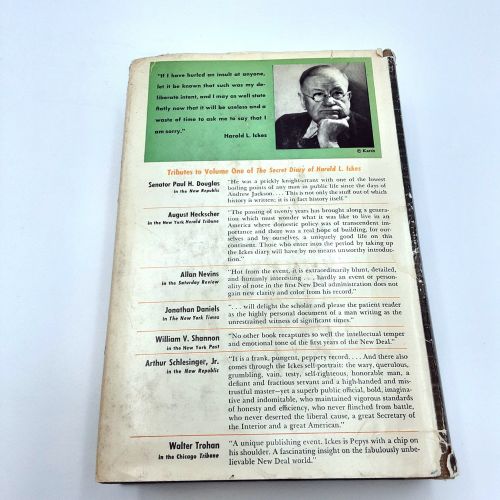 "If I have hurled an insult at anyone,
let it be known that such was my de-
liberate intent, and I may as well state
flatly now that it will be useless and a
waste of time to ask me to say that I
am sorry."
Harold L. Ickes
© Karsh
Tributes to Volume One of The Secret Diary of Harold L. Ickes
Senator Paul H. Douglas
in the New Republic
"He was a prickly knight-errant with one of the lowest
boiling points of any man in public life since the days of
Andrew Jackson. . . . This is not only the stuff out of which
history is written; it is in fact history itself."
August Heckscher
in the New York Herald Tribune
"The passing of twenty years has brought along a genera-
tion which must wonder what it was like to live in an
America where domestic policy was of transcendent im-
portance and there was a real hope of building, for our-
selves and by ourselves, a uniquely good life on this
continent. Those who enter into the period by taking up
the Ickes diary will have by no means unworthy introduc-
tion."
Allan Nevins
in the Saturday Review
"Hot from the event, it is extraordinarily blunt, detailed,
and humanly interesting . . . hardly an event or person-
ality of note in the first New Deal administration does not
gain new clarity and color from his record."
Jonathan Daniels
in The New York Times
". . . will delight the scholar and please the patient reader
as the highly personal document of a man writing as the
unrestrained witness of significant times."
William V. Shannon
in the New York Post
"No other book recaptures so well the intellectual temper
and emotional tone of the first years of the New Deal."
Arthur Schlesinger, Jr.
in the New Republic
"It is a frank, pungent, peppery record. . . . And there also
comes through the Ickes self-portrait: the wary, querulous,
grumbling, vain, testy, self-righteous, honorable man, a
defiant and fractious servant and a high-handed and mis-
trustful master—yet a superb public official, bold, imagina-
tive and indomitable, who maintained vigorous standards
of honesty and efficiency, who never flinched from battle,
who never deserted the liberal cause, a great Secretary of
the Interior and a great American."
Walter Trohan
in the Chicago Tribune
"A unique publishing event. Ickes is Pepys with a chip on
his shoulder. A fascinating insight on the fabulously unbe-
lievable New Deal world."